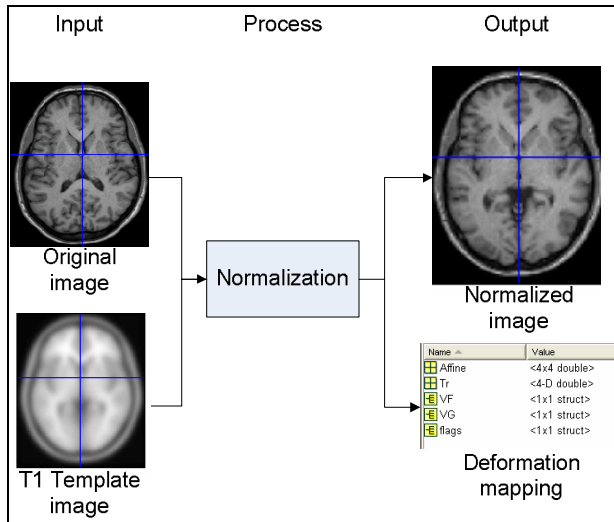 Input Process Output
Original
image
Normalization
Normalized
image
Name Value
Affine <4x4 double>
Tr <4-D double>
VF <1x1 struct>
VG <1x1 struct>
flags <1x1 struct>
T1 Template
image
Deformation
mapping